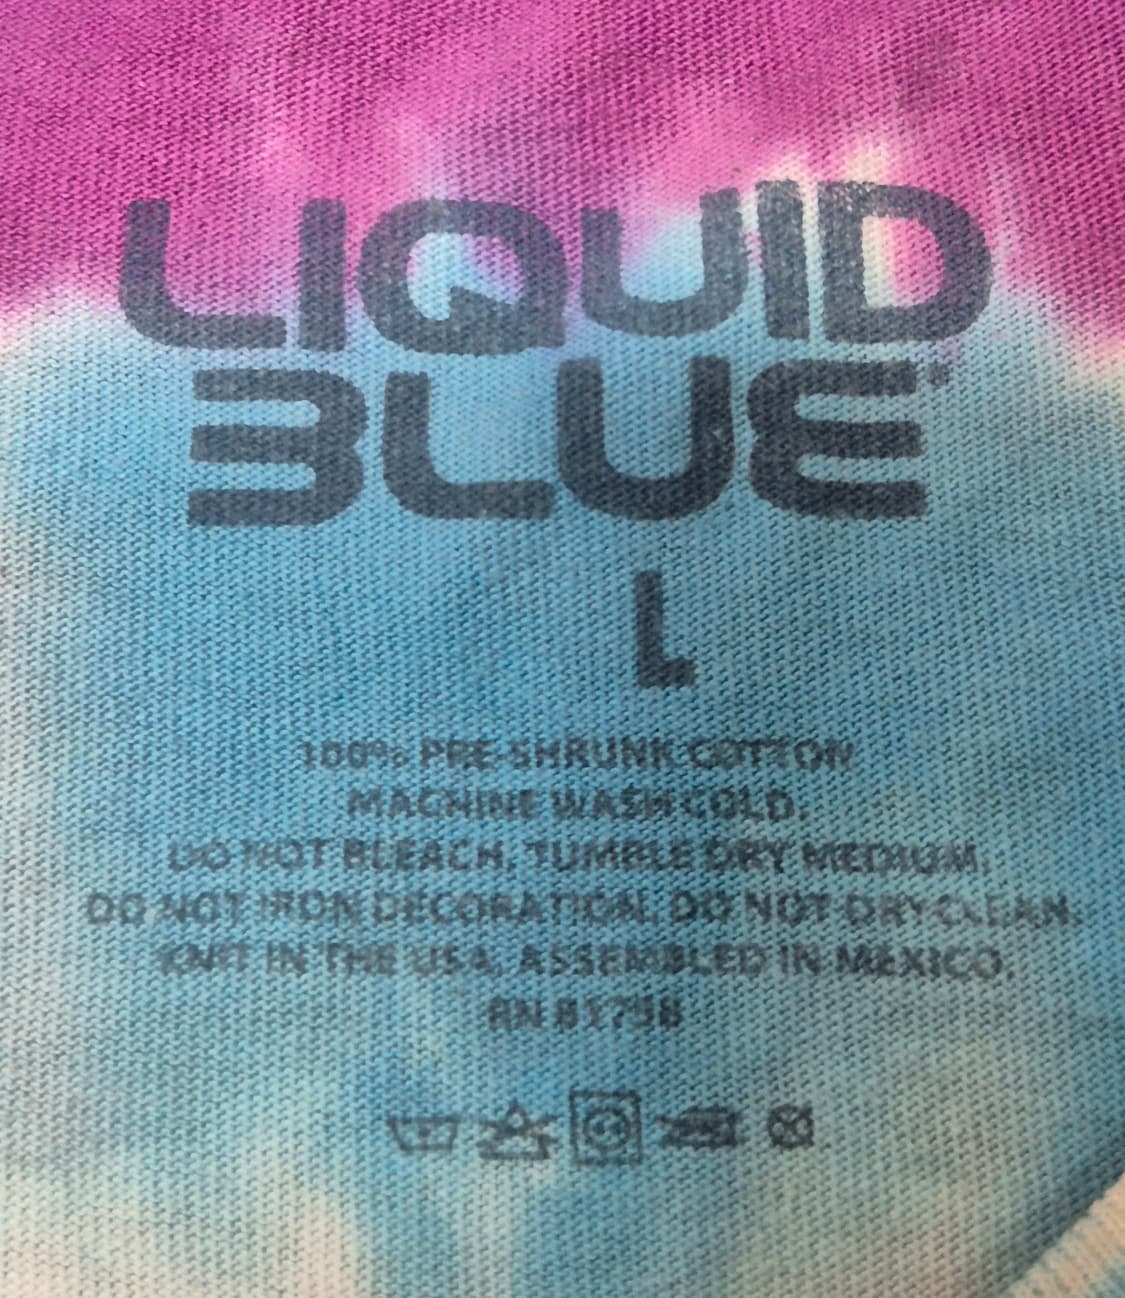 LIQUID
BLUE
L
100% PRE-SHRUNK COTTON
MACHINE WASH COLD.
DO NOT BLEACH. TUMBLE DRY MEDIUM.
DO NOT IRON DECORATION. DO NOT DRY CLEAN.
KNIT IN THE USA. ASSEMBLED IN MEXICO.
RN